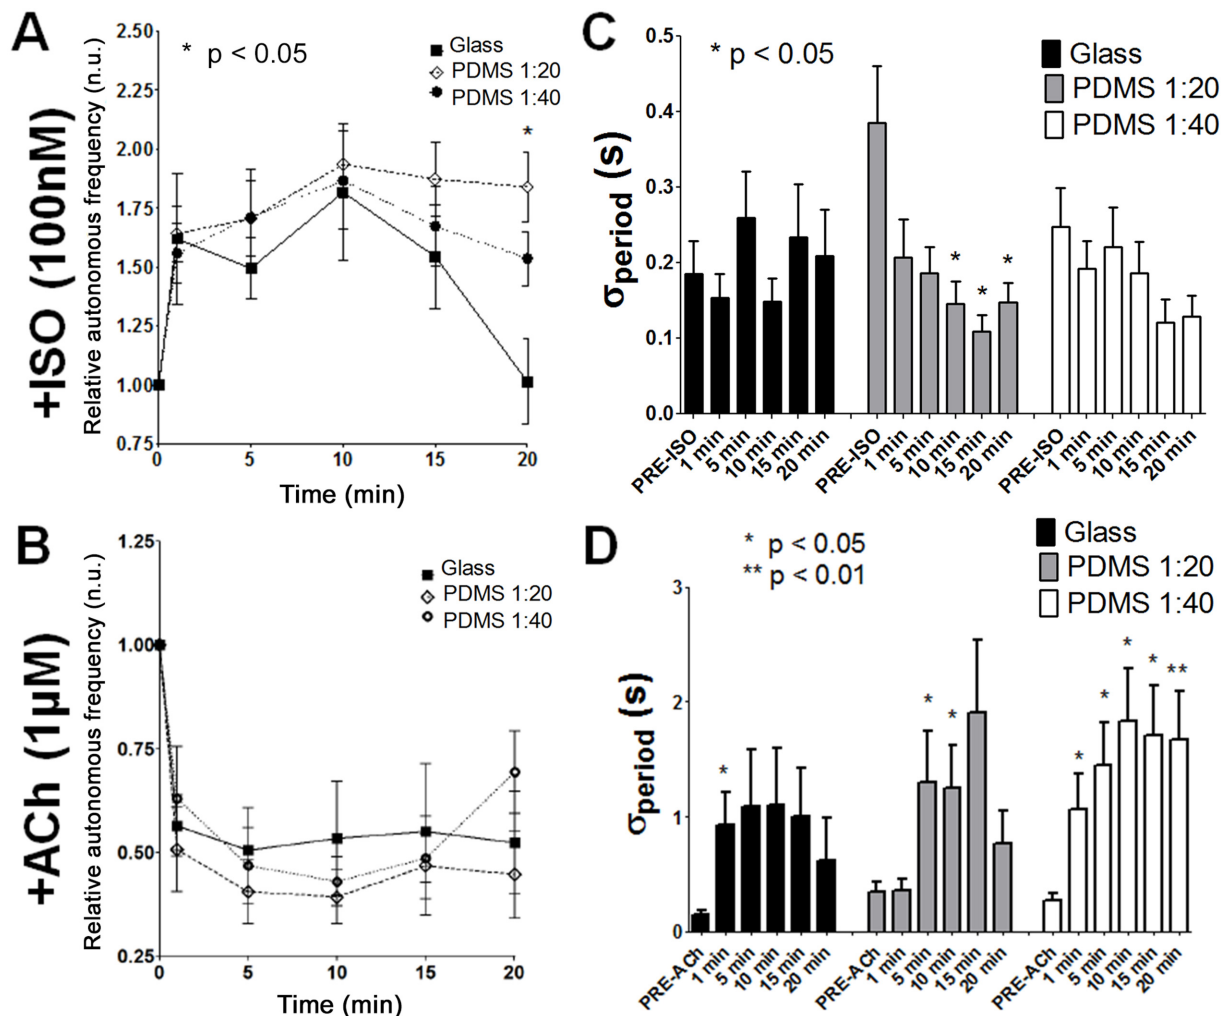 A
+ISO (100nM)
Relative autonomous frequency (n.u.)
2.50
2.25
2.00
1.75
1.50
1.25
1.00
0.75
* p < 0.05
Glass
PDMS 1:20
PDMS 1:40
*
0 5 10 15 20
Time (min)
C
σperiod (s)
0.5
0.4
0.3
0.2
0.1
0.0
* p < 0.05
Glass
PDMS 1:20
PDMS 1:40
* * *
PRE-ISO 1 min 5 min 10 min 15 min 20 min PRE-ISO 1 min 5 min 10 min 15 min 20 min PRE-ISO 1 min 5 min 10 min 15 min 20 min
B
+ACh (1μM)
Relative autonomous frequency (n.u.)
1.25
1.00
0.75
0.50
0.25
Glass
PDMS 1:20
PDMS 1:40
0 5 10 15 20
Time (min)
D
σperiod (s)
3
2
1
0
* p < 0.05
** p < 0.01
Glass
PDMS 1:20
PDMS 1:40
* * * * * * * **
PRE-ACh 1 min 5 min 10 min 15 min 20 min PRE-ACh 1 min 5 min 10 min 15 min 20 min PRE-ACh 1 min 5 min 10 min 15 min 20 min